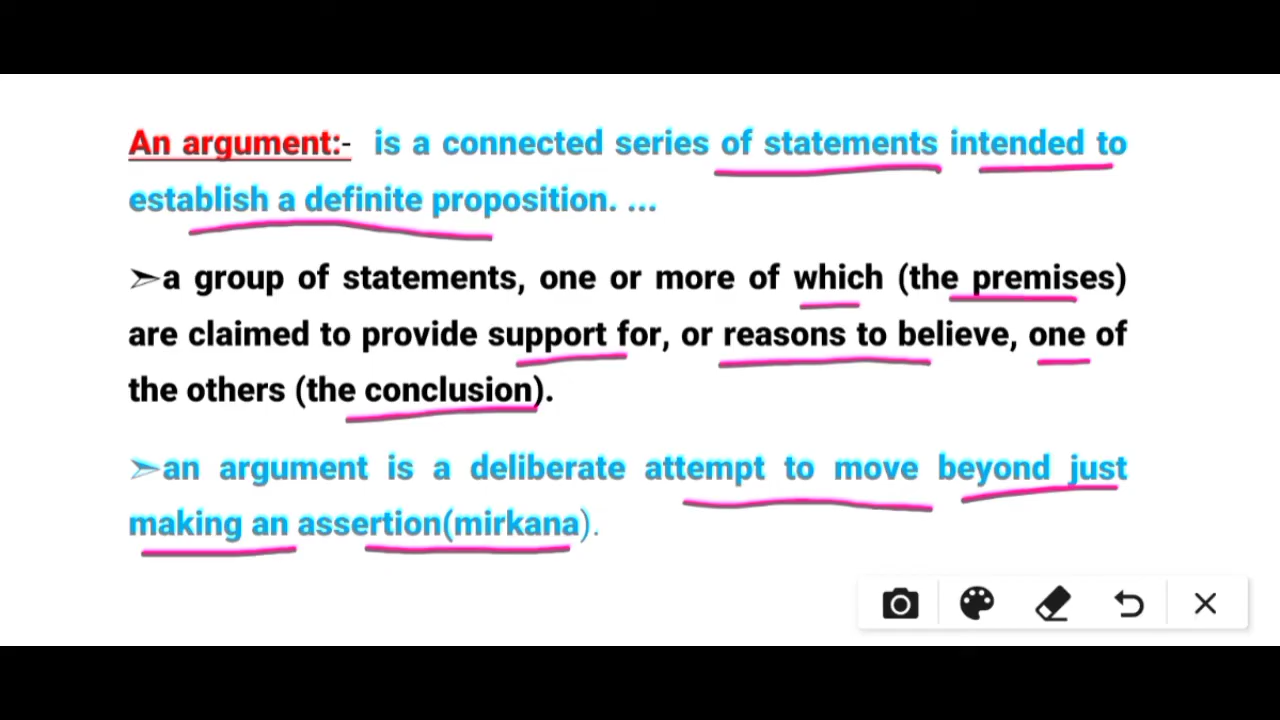 An argument:- is a connected series of statements intended to
establish a definite proposition. ...
➢a group of statements, one or more of which (the premises)
are claimed to provide support for, or reasons to believe, one of
the others (the conclusion).
➢an argument is a deliberate attempt to move beyond just
making an assertion(mirkana).